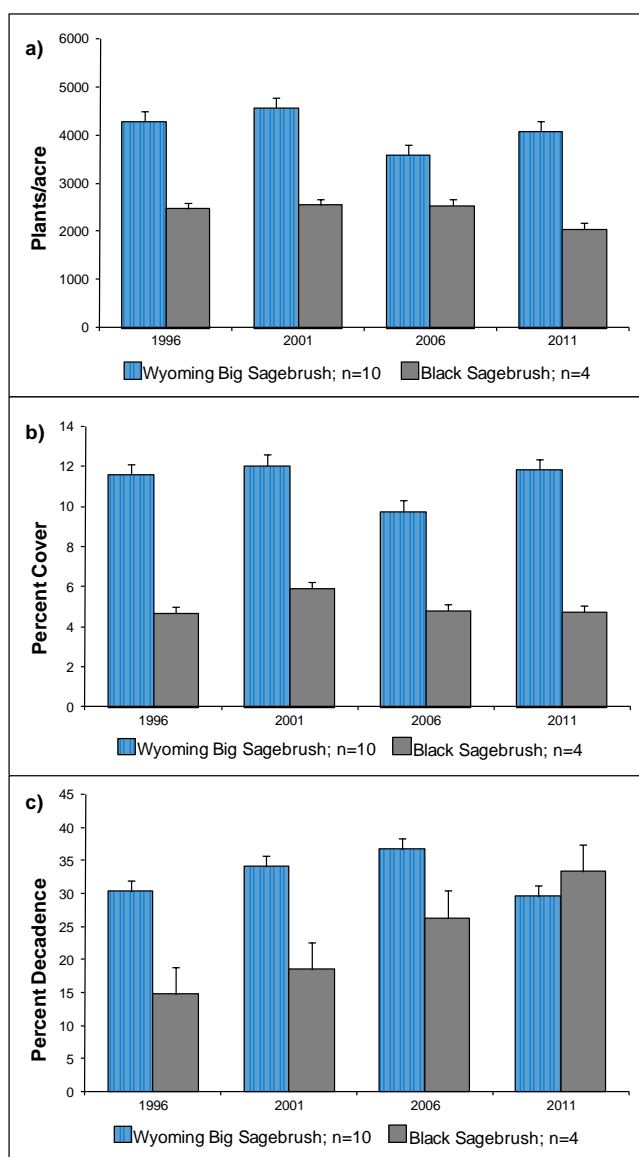 a)
Plants/acre
6000
5000
4000
3000
2000
1000
0
1996 2001 2006 2011
Wyoming Big Sagebrush; n=10 Black Sagebrush; n=4
b)
Percent Cover
14
12
10
8
6
4
2
0
1996 2001 2006 2011
Wyoming Big Sagebrush; n=10 Black Sagebrush; n=4
c)
Percent Decadence
45
40
35
30
25
20
15
10
5
0
1996 2001 2006 2011
Wyoming Big Sagebrush; n=10 Black Sagebrush; n=4